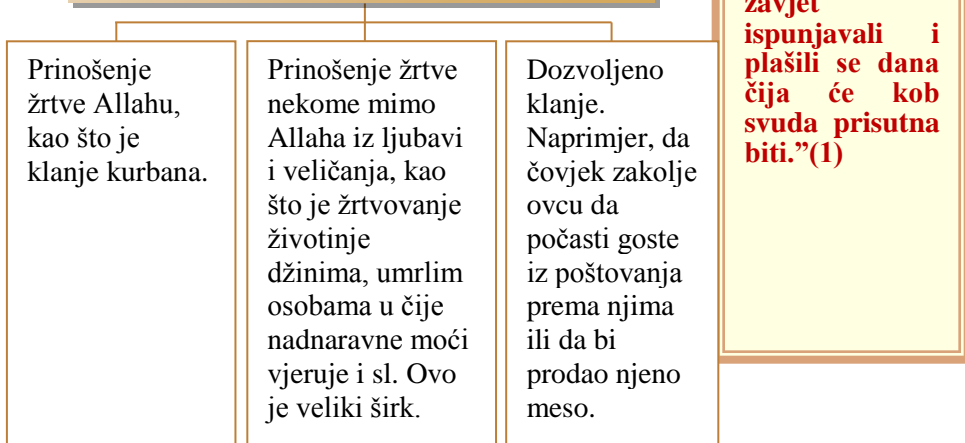 Prinošenje
žrtve Allahu,
kao što je
klanje kurbana.
Prinošenje žrtve
nekome mimo
Allaha iz ljubavi
i veličanja, kao
što je žrtvovanje
životinje
džinima, umrlim
osobama u čije
nadnaravne moći
vjeruje i sl. Ovo
je veliki širk.
Dozvoljeno
klanje.
Naprimjer, da
čovjek zakolje
ovcu da
počasti goste
iz poštovanja
prema njima
ili da bi
prodao njeno
meso.
zavjet
ispunjavali i
plašili se dana
čija će kob
svuda prisutna
biti.”(1)